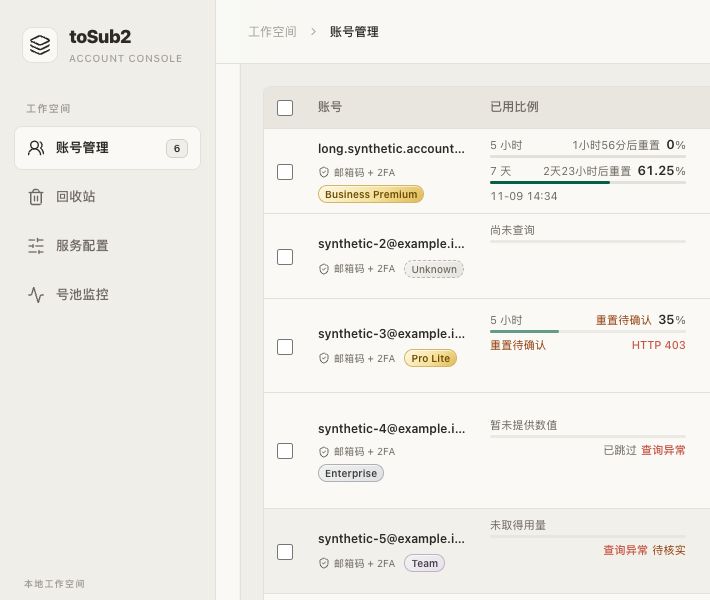 toSub2
ACCOUNT CONSOLE
工作空间
账号管理 6
回收站
服务配置
号池监控
本地工作空间
工作空间 > 账号管理
账号 已用比例
long.synthetic.account...
邮箱码 + 2FA
Business Premium
5 小时 1小时56分后重置 0%
7 天 2天23小时后重置 61.25%
11-09 14:34
synthetic-2@example.i...
邮箱码 + 2FA Unknown
尚未查询
synthetic-3@example.i...
邮箱码 + 2FA Pro Lite
5 小时 重置待确认 35%
重置待确认 HTTP 403
synthetic-4@example.i...
邮箱码 + 2FA
Enterprise
暂未提供数值
已跳过 查询异常
synthetic-5@example.i...
邮箱码 + 2FA Team
未取得用量
查询异常 待核实